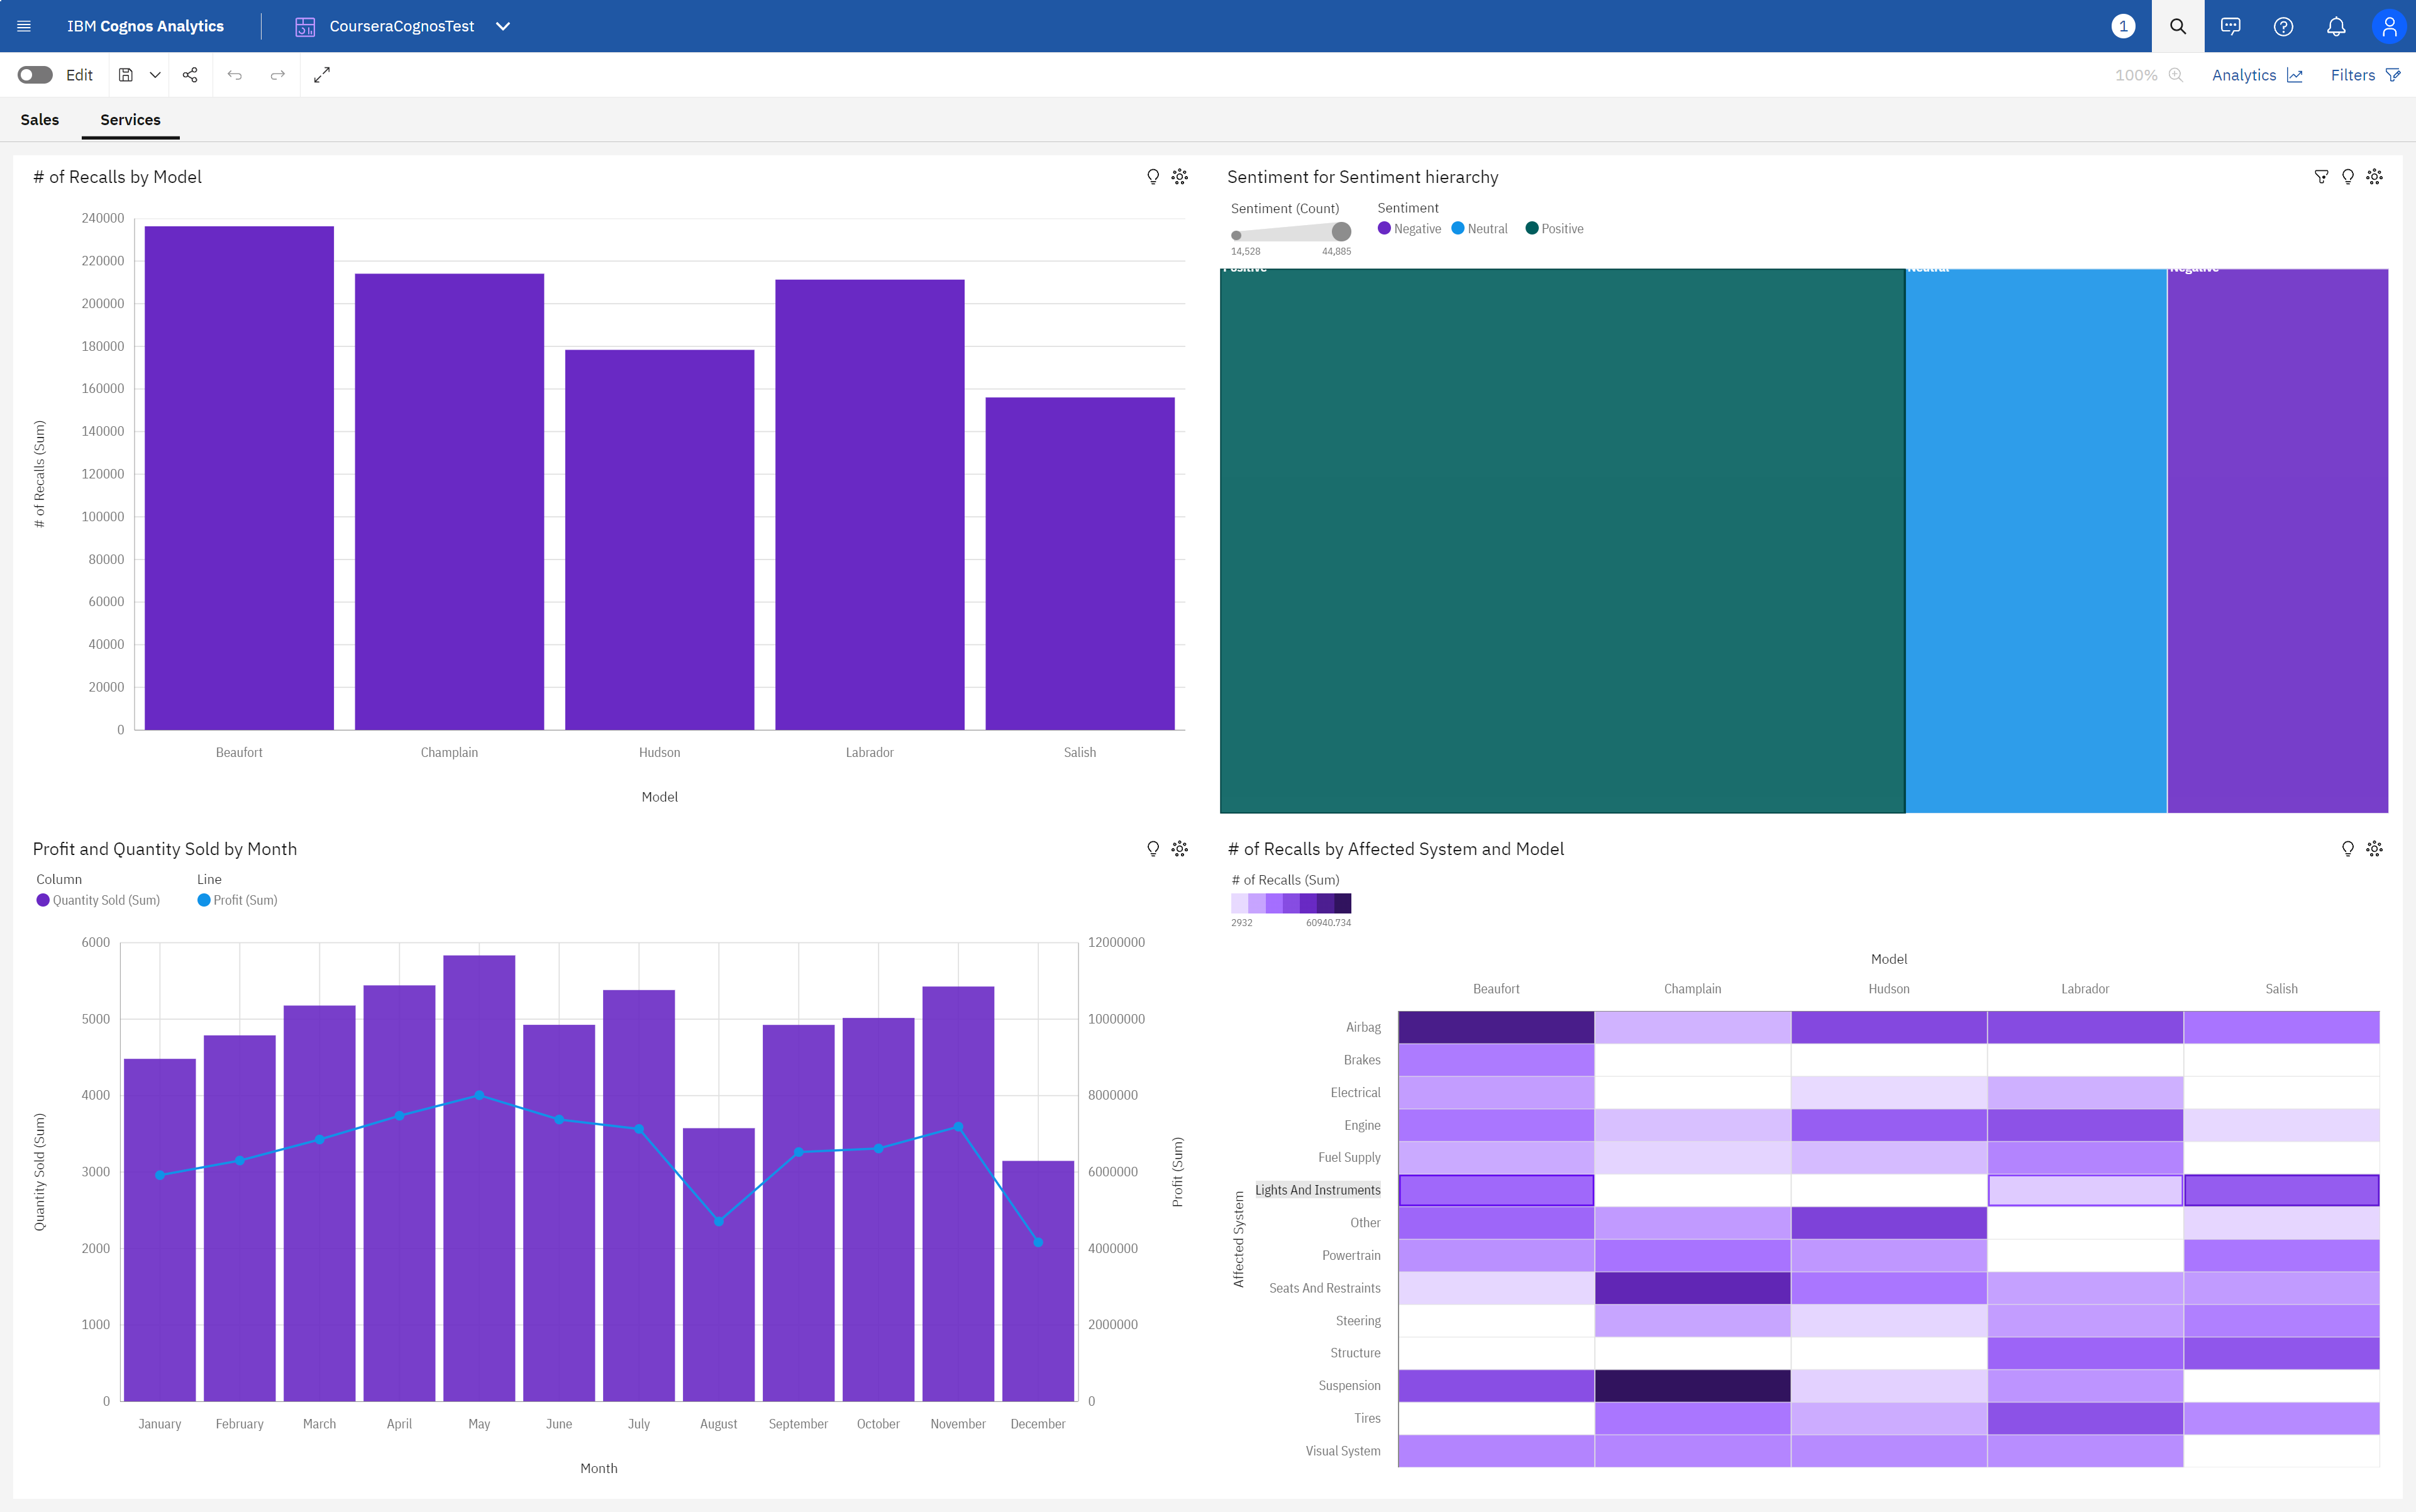 IBM Cognos Analytics
CourseraCognosTest
1
Edit
100%
Analytics
Filters
Sales
Services
# of Recalls by Model
# of Recalls (Sum)
240000
220000
200000
180000
160000
140000
120000
100000
80000
60000
40000
20000
0
Beaufort Champlain Hudson Labrador Salish
Model
Sentiment for Sentiment hierarchy
Sentiment (Count)
14,528 44,885
Sentiment
Negative Neutral Positive
Positive Neutral Negative
Profit and Quantity Sold by Month
Column Line
Quantity Sold (Sum) Profit (Sum)
Quantity Sold (Sum)
6000
5000
4000
3000
2000
1000
0
12000000
10000000
8000000
6000000
4000000
2000000
0
Profit (Sum)
January February March April May June July August September October November December
Month
# of Recalls by Affected System and Model
# of Recalls (Sum)
2932 60940.734
Model
Beaufort Champlain Hudson Labrador Salish
Affected System
Airbag
Brakes
Electrical
Engine
Fuel Supply
Lights And Instruments
Other
Powertrain
Seats And Restraints
Steering
Structure
Suspension
Tires
Visual System